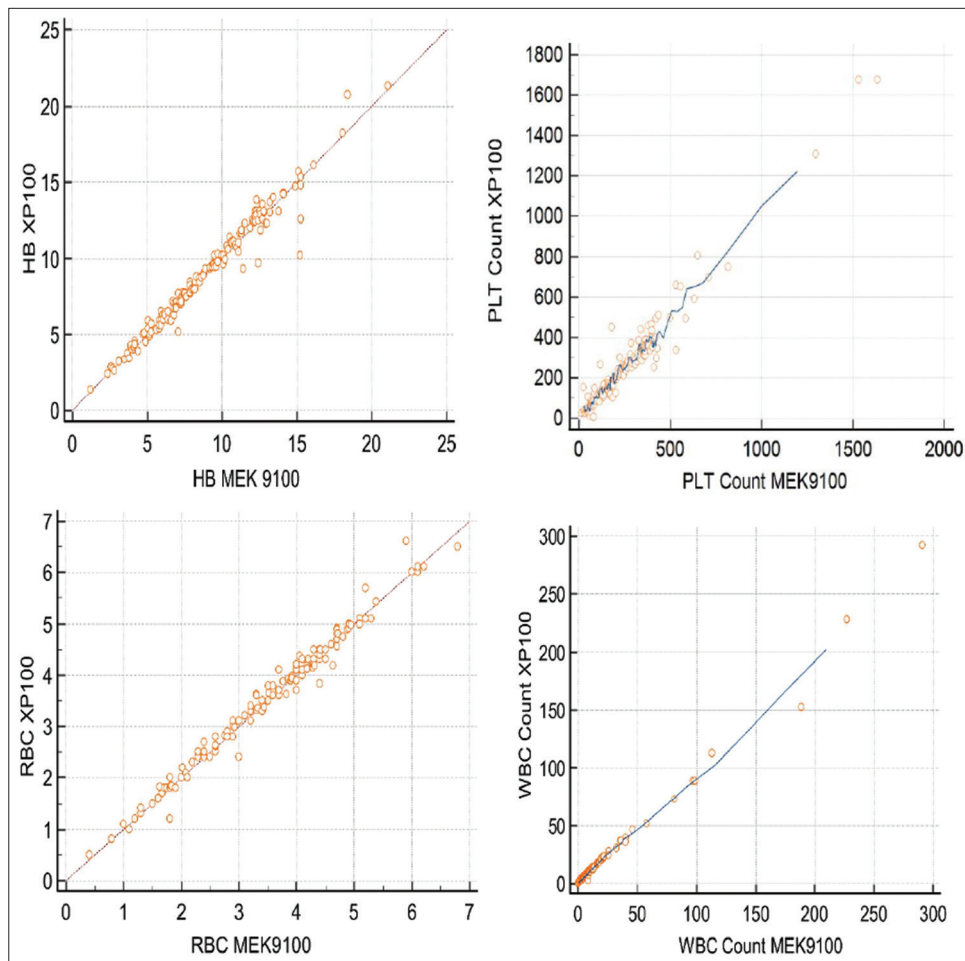 HB XP100
25
20
15
10
5
0
0 5 10 15 20 25
HB MEK 9100
PLT Count XP100
1800
1600
1400
1200
1000
800
600
400
200
0
0 500 1000 1500 2000
PLT Count MEK9100
RBC XP100
7
6
5
4
3
2
1
0
0 1 2 3 4 5 6 7
RBC MEK9100
WBC Count XP100
300
250
200
150
100
50
0
0 50 100 150 200 250 300
WBC Count MEK9100